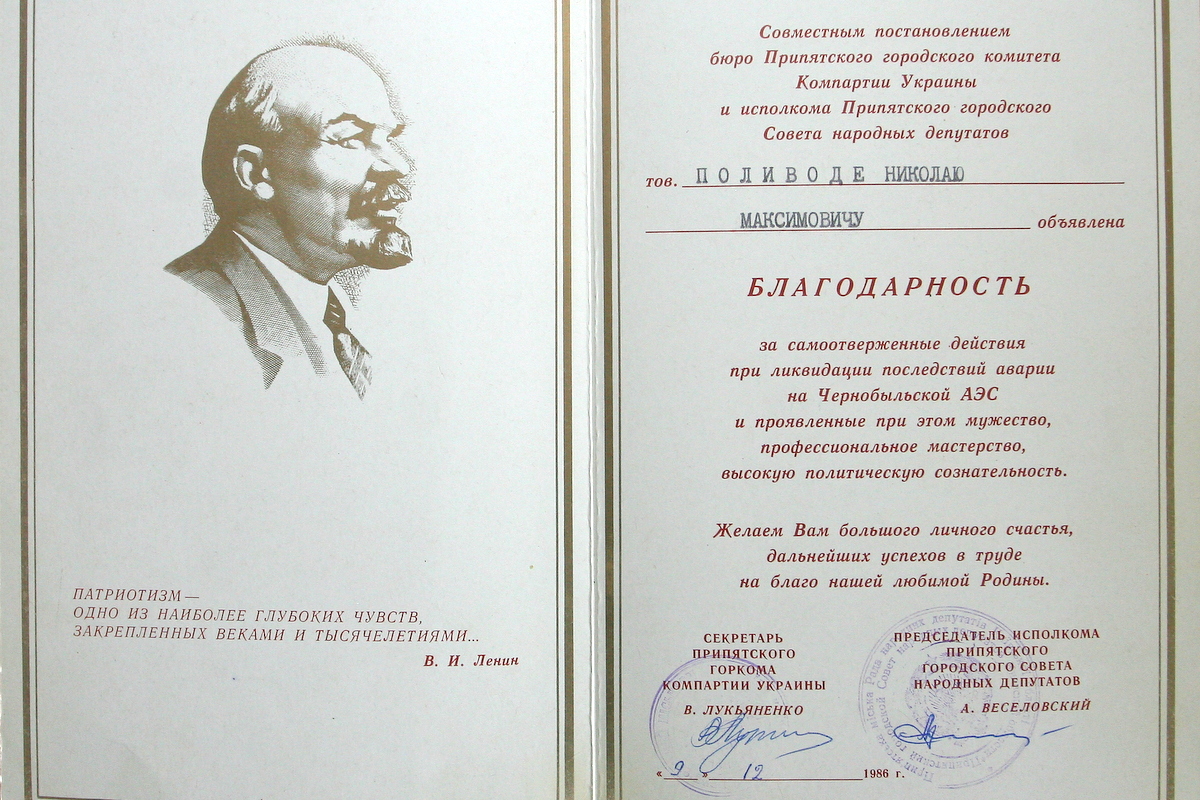 ПАТРИОТИЗМ —
ОДНО ИЗ НАИБОЛЕЕ ГЛУБОКИХ ЧУВСТВ,
ЗАКРЕПЛЕННЫХ ВЕКАМИ И ТЫСЯЧЕЛЕТИЯМИ...
В. И. Ленин
Совместным постановлением
бюро Припятского городского комитета
Компартии Украины
и исполкома Припятского городского
Совета народных депутатов
тов. ПОЛИВОДЕ НИКОЛАЮ
МАКСИМОВИЧУ объявлена
БЛАГОДАРНОСТЬ
за самоотверженные действия
при ликвидации последствий аварии
на Чернобыльской АЭС
и проявленные при этом мужество,
профессиональное мастерство,
высокую политическую сознательность.
Желаем Вам большого личного счастья,
дальнейших успехов в труде
на благо нашей любимой Родины.
СЕКРЕТАРЬ
ПРИПЯТСКОГО
ГОРКОМА
КОМПАРТИИ УКРАИНЫ
В. ЛУКЬЯНЕНКО
ПРЕДСЕДАТЕЛЬ ИСПОЛКОМА
ПРИПЯТСКОГО
ГОРОДСКОГО СОВЕТА
НАРОДНЫХ ДЕПУТАТОВ
А. ВЕСЕЛОВСКИЙ
« 9 » 12 1986 г.